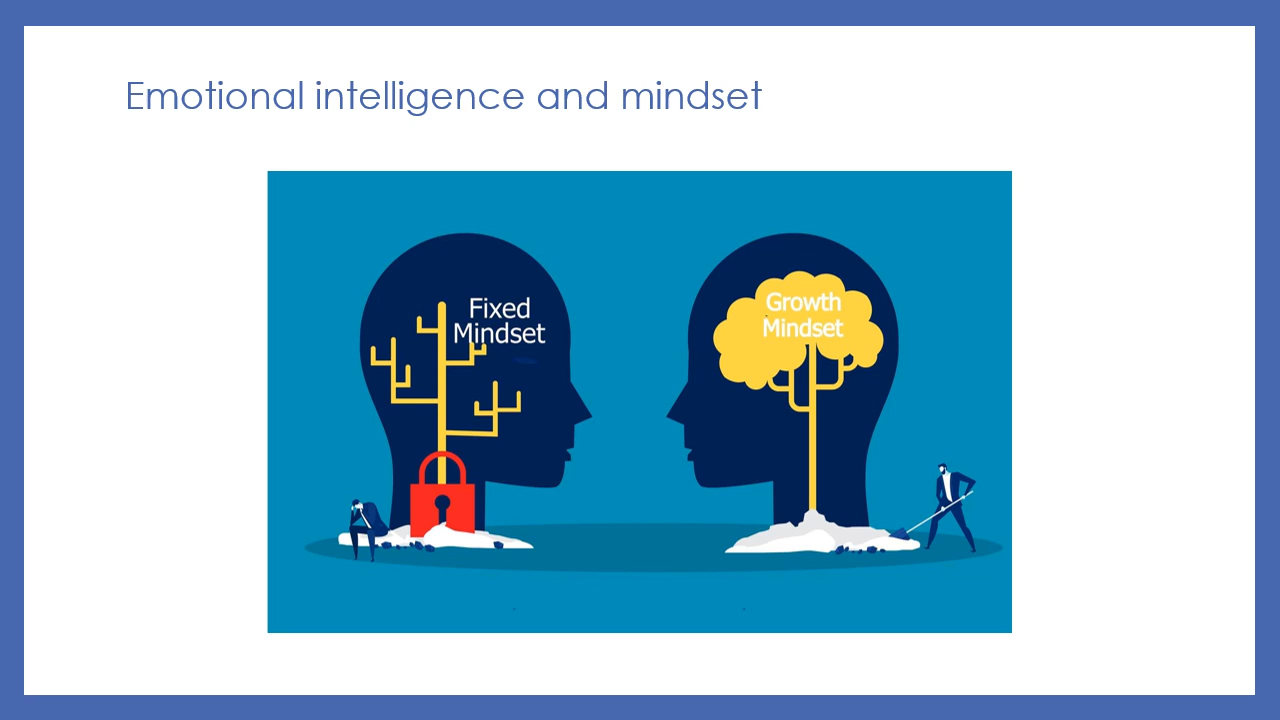 Emotional intelligence and mindset
Fixed
Mindset
Growth
Mindset